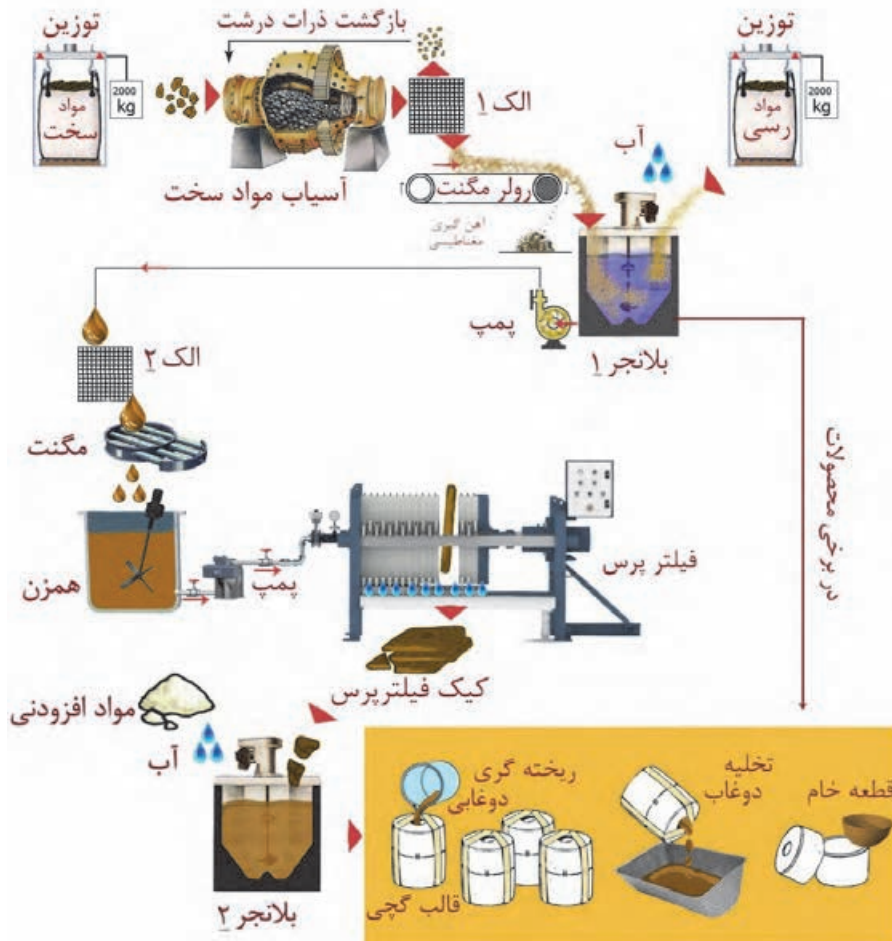 توزین
2000
kg
مواد
سخت
بازگشت ذرات درشت
الک ۱
آسیاب مواد سخت
رولر مگنت
آهن گیری
مغناطیسی
آب
توزین
2000
kg
مواد
رسی
بلانجر ۱
پمپ
الک ۲
مگنت
همزن
پمپ
فیلتر پرس
کیک فیلترپرس
در برخی محصولات
مواد افزودنی
آب
بلانجر ۲
ریخته گری
دوغابی
قالب گچی
تخلیه
دوغاب
قطعه خام